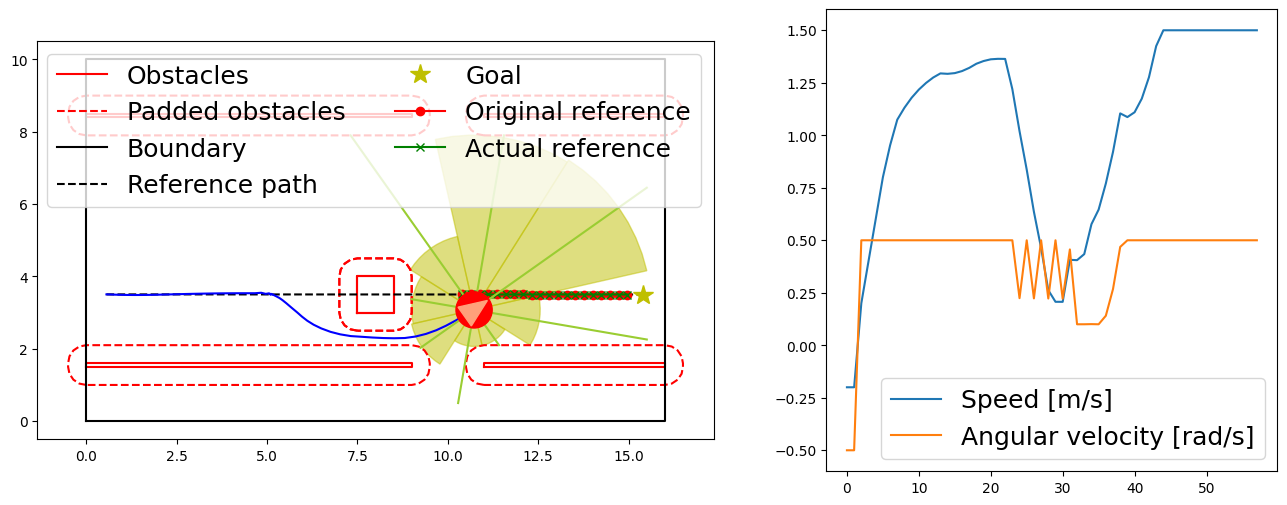 10
8
6
4
2
0
0.0 2.5 5.0 7.5 10.0 12.5 15.0
Obstacles
Padded obstacles
Boundary
Reference path
Goal
Original reference
Actual reference
1.50
1.25
1.00
0.75
0.50
0.25
0.00
−0.25
−0.50
0 10 20 30 40 50
Speed [m/s]
Angular velocity [rad/s]